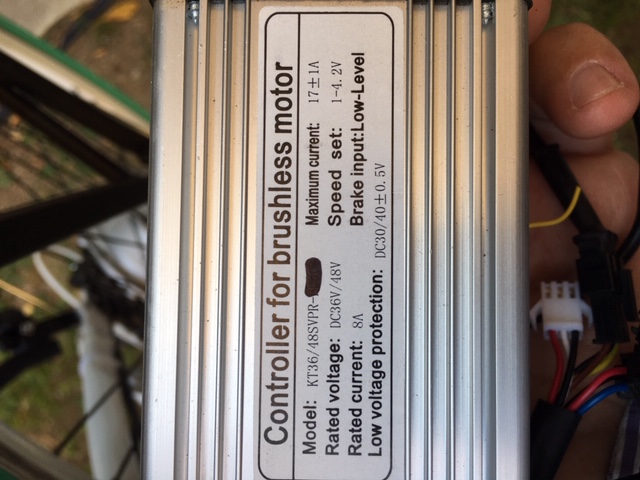 Controller for brushless motor
Model: KT36/48SVPR-
Maximum current: 17±1A
Rated voltage: DC36V/48V
Speed set: 1-4.2V
Rated current: 8A
Brake input:Low-Level
Low voltage protection: DC30/40±0.5V